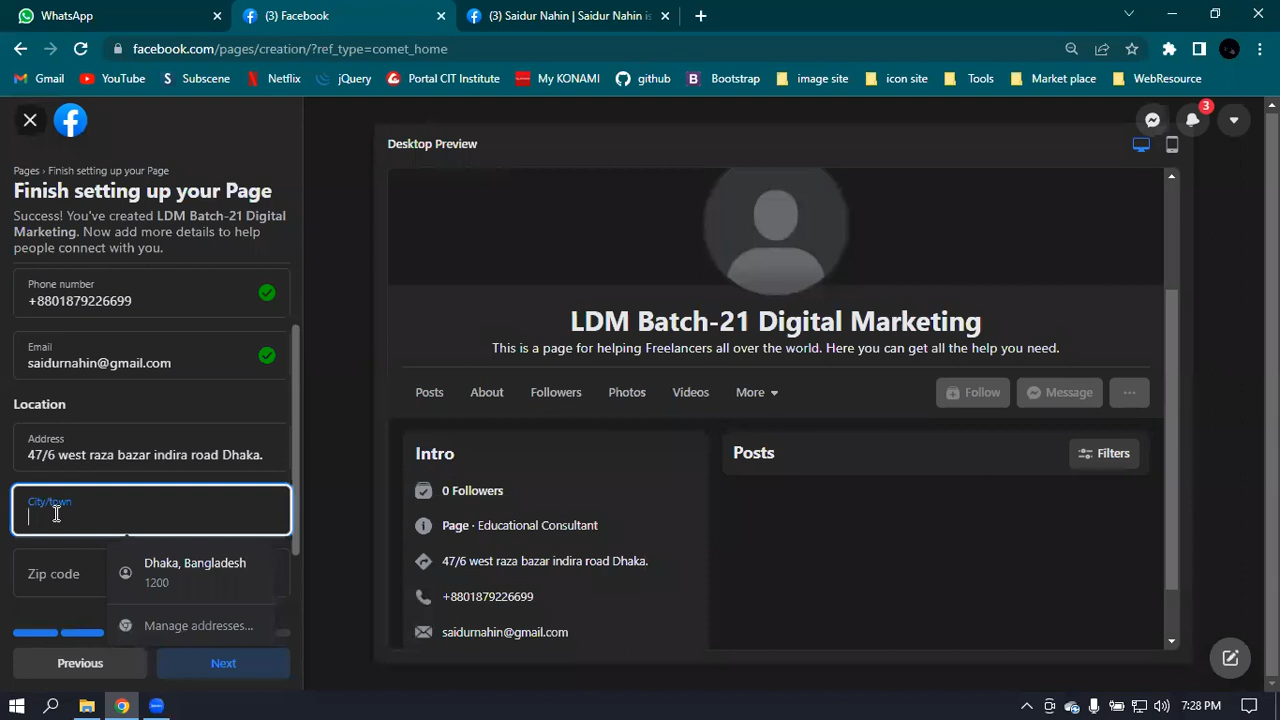 WhatsApp
(3) Facebook
(3) Saidur Nahin | Saidur Nahin is
facebook.com/pages/creation/?ref_type=comet_home
Gmail
YouTube
Subscene
Netflix
jQuery
Portal CIT Institute
My KONAMI
github
Bootstrap
image site
icon site
Tools
Market place
WebResource
Pages › Finish setting up your Page
Finish setting up your Page
Success! You've created LDM Batch-21 Digital
Marketing. Now add more details to help
people connect with you.
Phone number
+8801879226699
Email
saidurnahin@gmail.com
Location
Address
47/6 west raza bazar indira road Dhaka.
City/town
Zip code
Dhaka, Bangladesh
1200
Manage addresses...
Previous
Next
Desktop Preview
3
LDM Batch-21 Digital Marketing
This is a page for helping Freelancers all over the world. Here you can get all the help you need.
Posts
About
Followers
Photos
Videos
More
Follow
Message
Intro
0 Followers
Page · Educational Consultant
47/6 west raza bazar indira road Dhaka.
+8801879226699
saidurnahin@gmail.com
Posts
Filters
7:28 PM